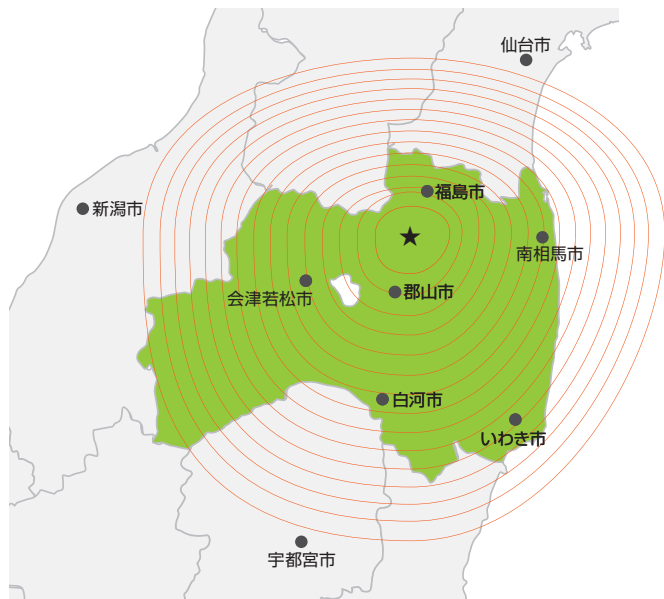 仙台市
福島市
新潟市
南相馬市
会津若松市
郡山市
白河市
いわき市
宇都宮市